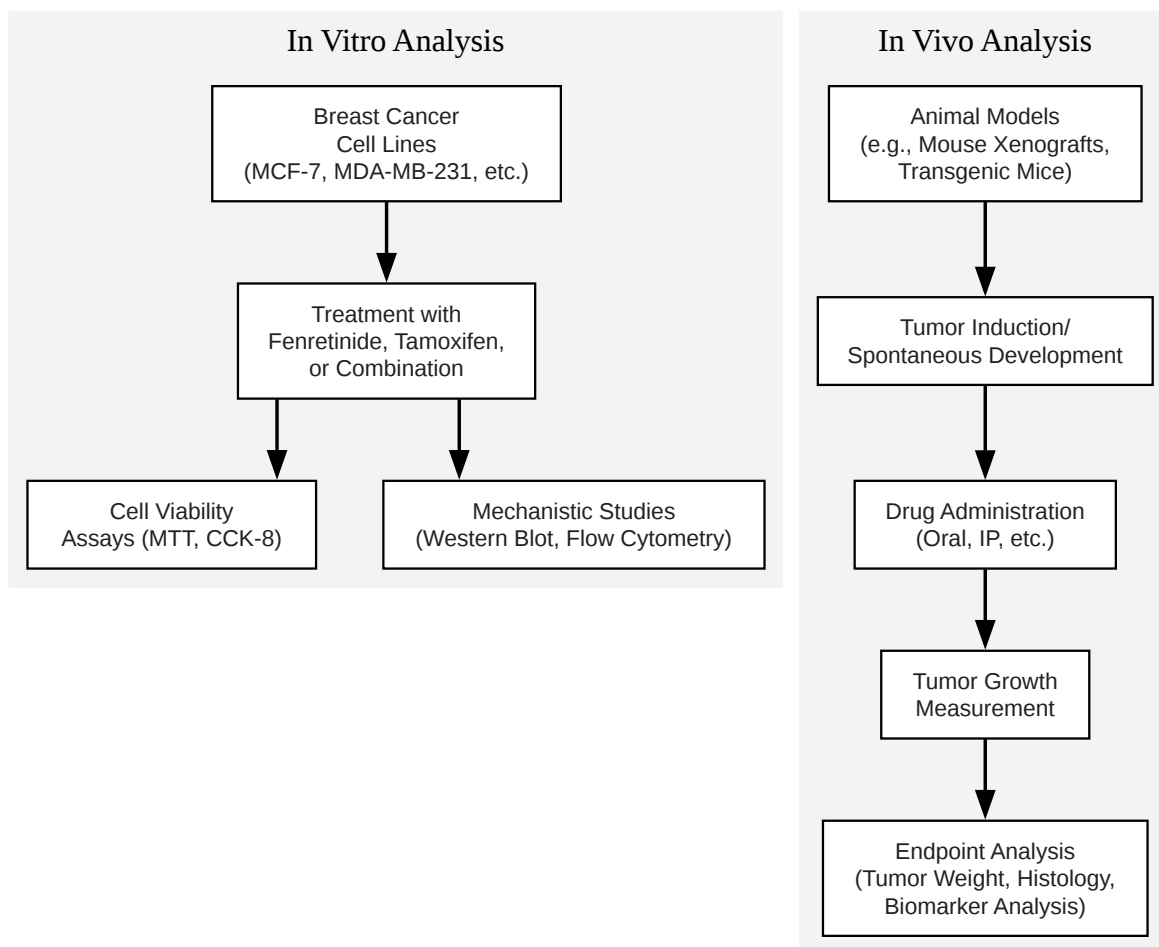 In Vitro Analysis
Breast Cancer
Cell Lines
(MCF-7, MDA-MB-231, etc.)
Treatment with
Fenretinide, Tamoxifen,
or Combination
Cell Viability
Assays (MTT, CCK-8)
Mechanistic Studies
(Western Blot, Flow Cytometry)
In Vivo Analysis
Animal Models
(e.g., Mouse Xenografts,
Transgenic Mice)
Tumor Induction/
Spontaneous Development
Drug Administration
(Oral, IP, etc.)
Tumor Growth
Measurement
Endpoint Analysis
(Tumor Weight, Histology,
Biomarker Analysis)